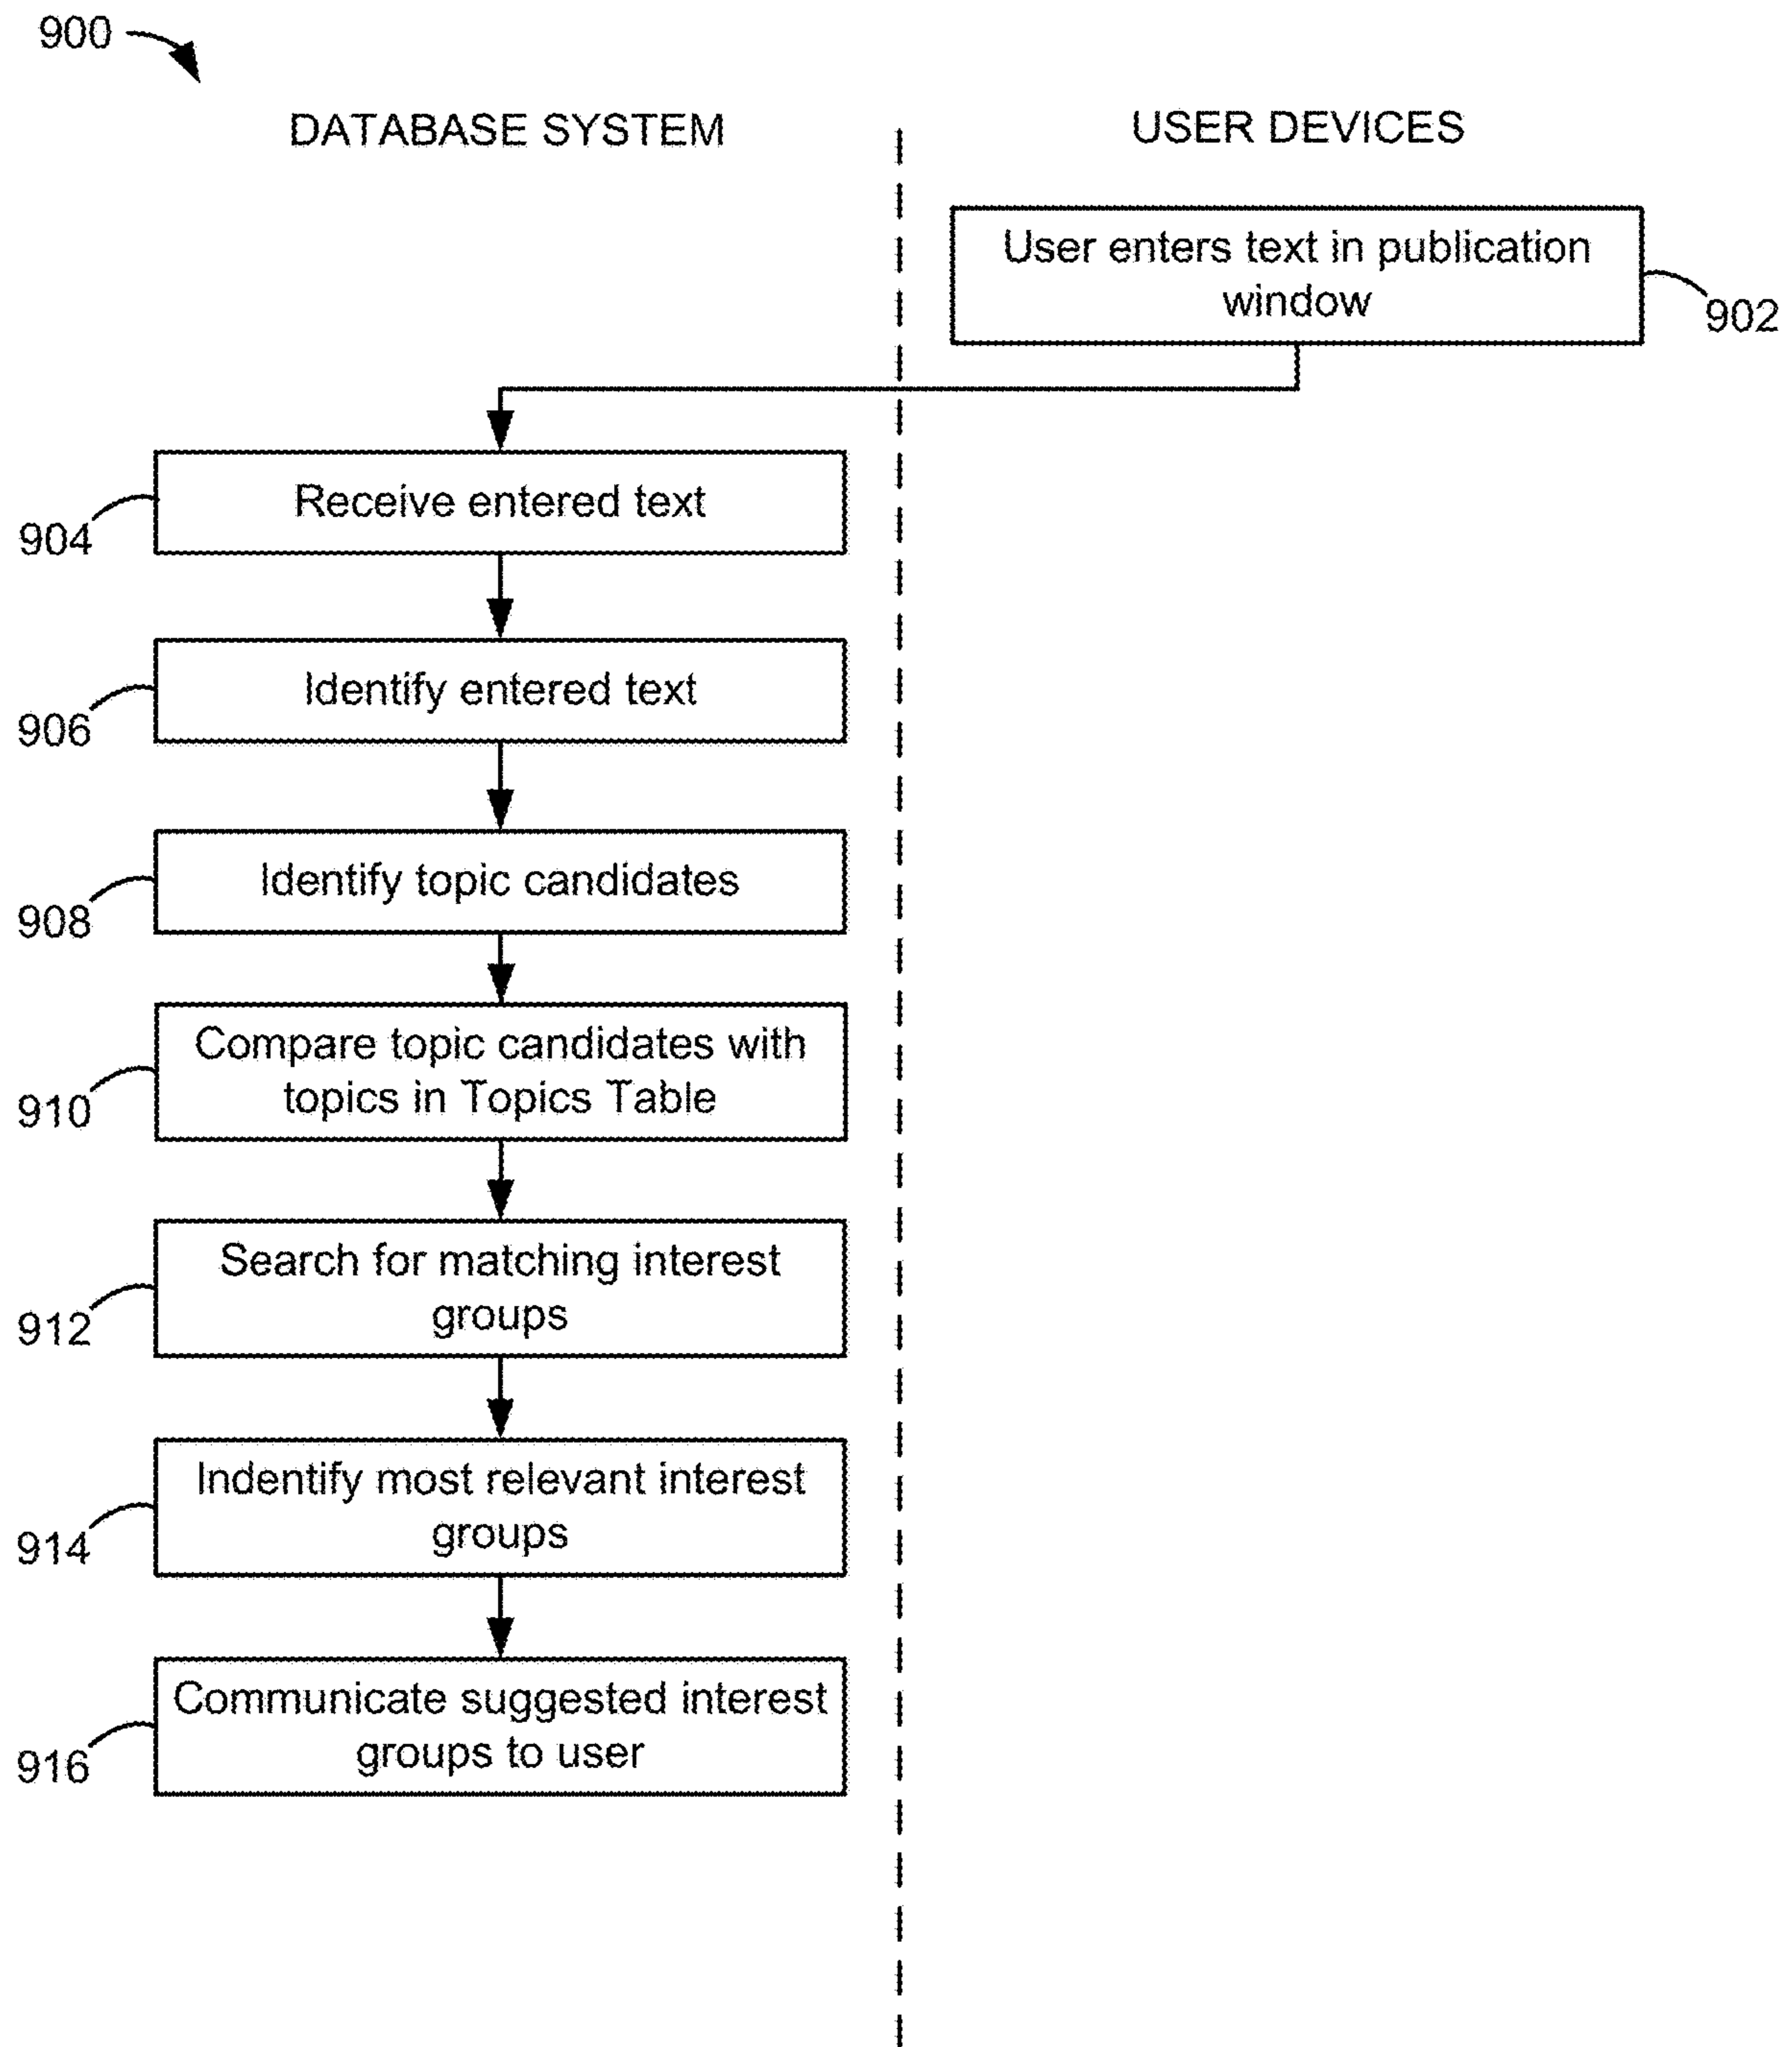 900
DATABASE SYSTEM
USER DEVICES
User enters text in publication
window
902
Receive entered text
904
Identify entered text
906
Identify topic candidates
908
Compare topic candidates with
topics in Topics Table
910
Search for matching interest
groups
912
Indentify most relevant interest
groups
914
Communicate suggested interest
groups to user
916